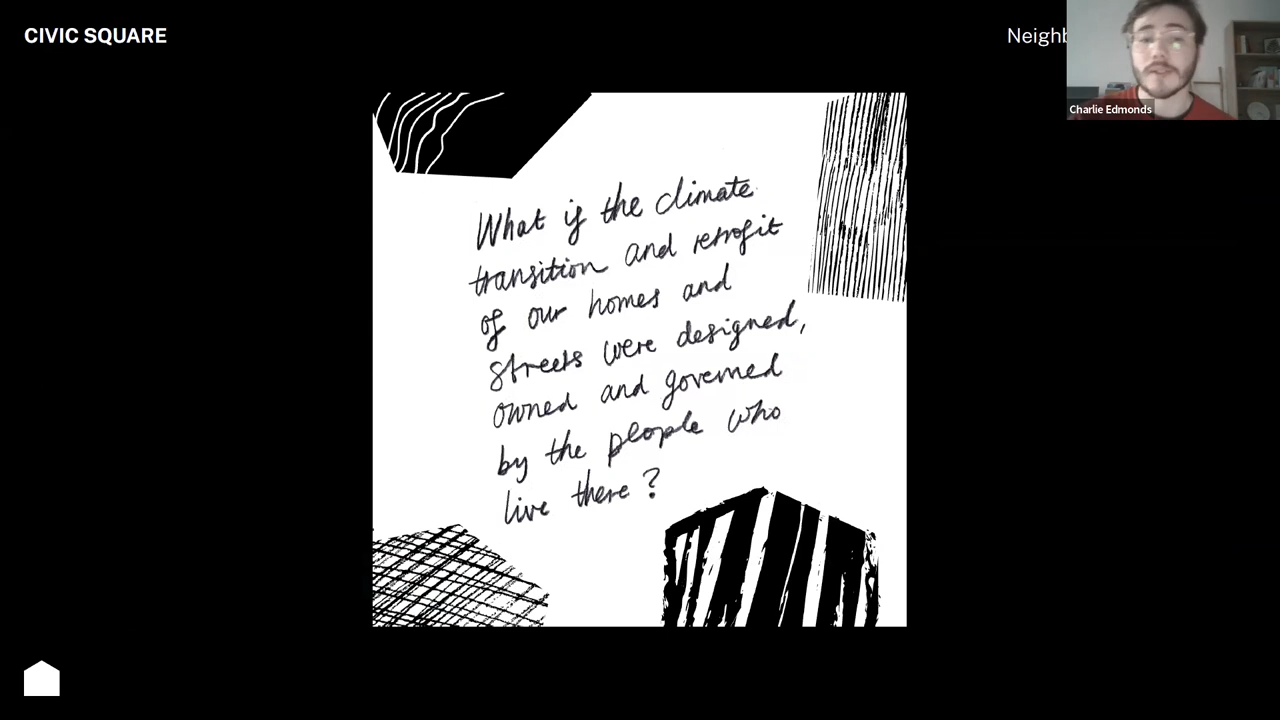 CIVIC SQUARE
Neighb
Charlie Edmonds
What if the climate
transition and retrofit
of our homes and
streets were designed,
owned and governed
by the people who
live there?